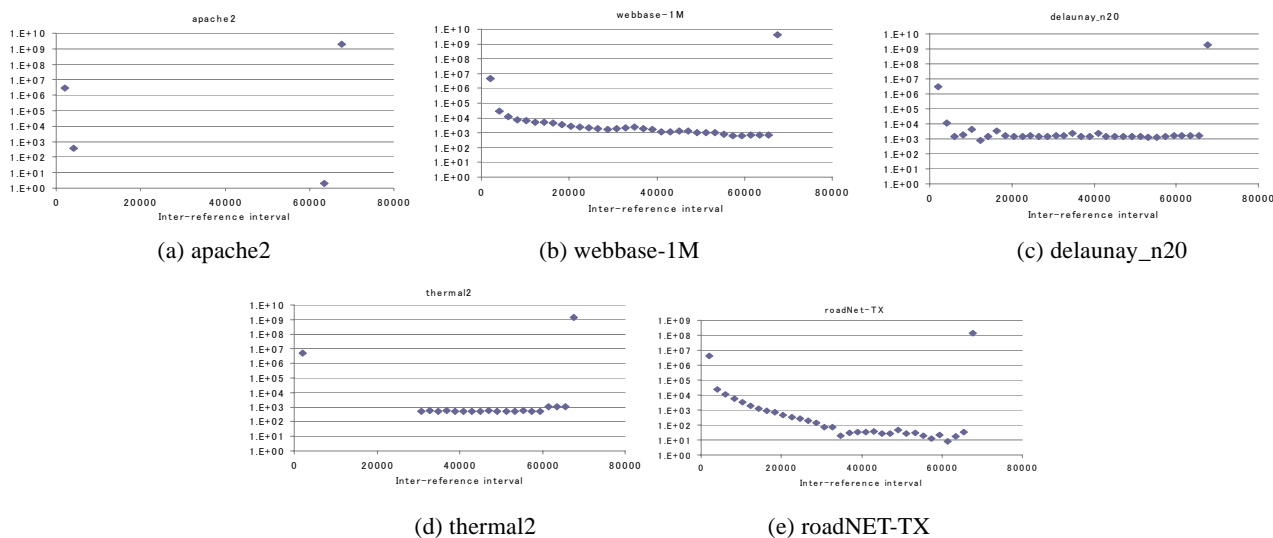 apache2
1.E+10
1.E+09
1.E+08
1.E+07
1.E+06
1.E+05
1.E+04
1.E+03
1.E+02
1.E+01
1.E+00
0 20000 40000 60000 80000
Inter-reference interval
(a) apache2
webbase-1M
1.E+10
1.E+09
1.E+08
1.E+07
1.E+06
1.E+05
1.E+04
1.E+03
1.E+02
1.E+01
1.E+00
0 20000 40000 60000 80000
Inter-reference interval
(b) webbase-1M
delaunay_n20
1.E+10
1.E+09
1.E+08
1.E+07
1.E+06
1.E+05
1.E+04
1.E+03
1.E+02
1.E+01
1.E+00
0 20000 40000 60000 80000
Inter-reference interval
(c) delaunay_n20
thermal2
1.E+10
1.E+09
1.E+08
1.E+07
1.E+06
1.E+05
1.E+04
1.E+03
1.E+02
1.E+01
1.E+00
0 20000 40000 60000 80000
Inter-reference interval
(d) thermal2
roadNet-TX
1.E+09
1.E+08
1.E+07
1.E+06
1.E+05
1.E+04
1.E+03
1.E+02
1.E+01
1.E+00
0 20000 40000 60000 80000
Inter-reference interval
(e) roadNET-TX